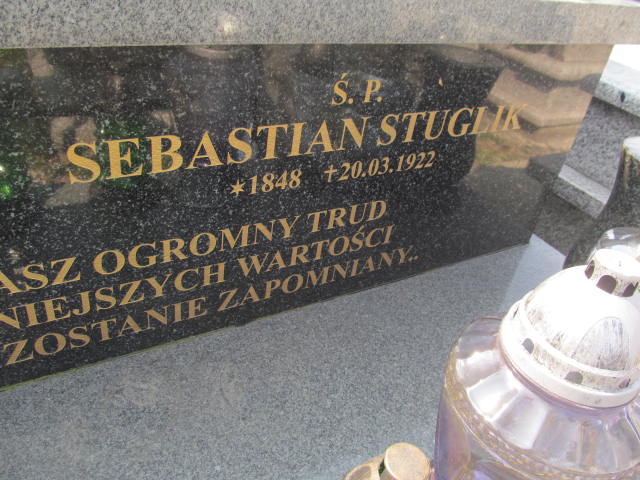 Ś. P.
SEBASTIAN STUGLIK
*1848 †20.03.1922
ASZ OGROMNY TRUD
NIEJSZYCH WARTOŚCI
ZOSTANIE ZAPOMNIANY..